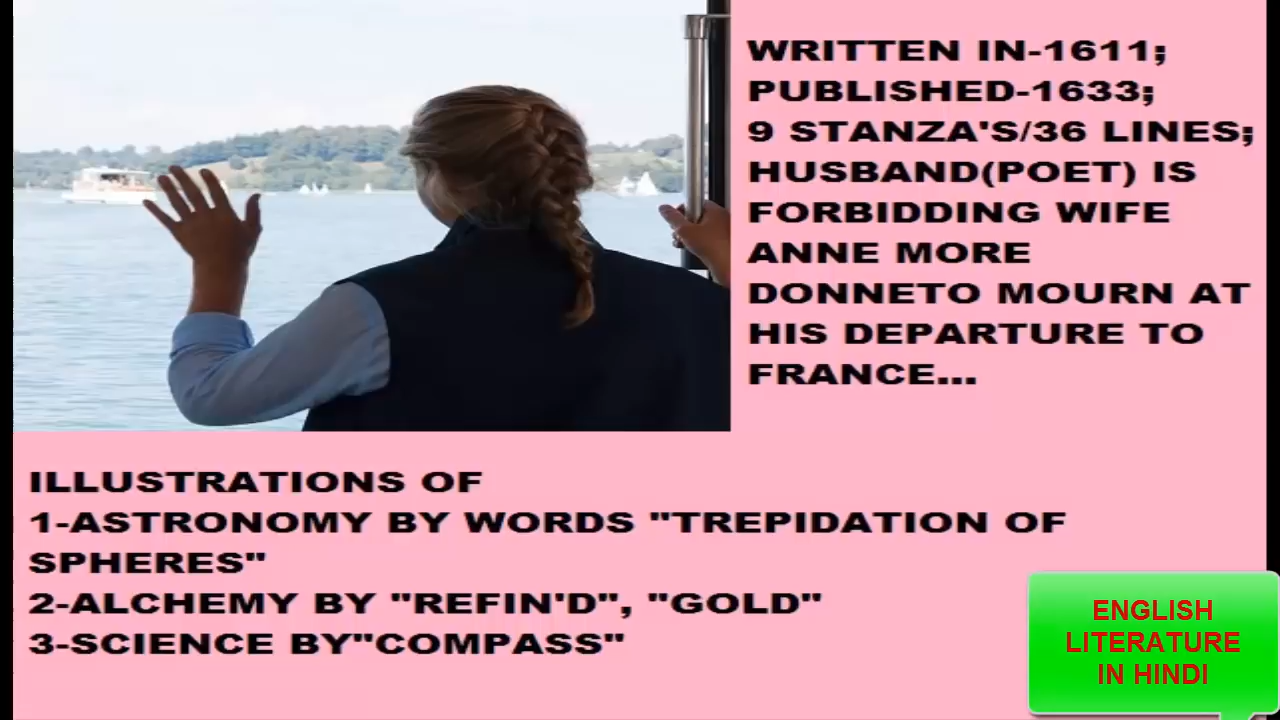 WRITTEN IN-1611;
PUBLISHED-1633;
9 STANZA'S/36 LINES;
HUSBAND(POET) IS
FORBIDDING WIFE
ANNE MORE
DONNETO MOURN AT
HIS DEPARTURE TO
FRANCE...
ILLUSTRATIONS OF
1-ASTRONOMY BY WORDS "TREPIDATION OF
SPHERES"
2-ALCHEMY BY "REFIN'D", "GOLD"
3-SCIENCE BY"COMPASS"
ENGLISH
LITERATURE
IN HINDI